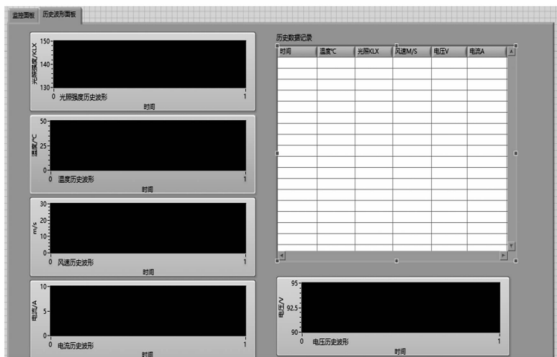 监控面板 历史波形面板
光照强度/KLX
150
140
130
0 光照强度历史波形 1
时间
温度/℃
50
25
0
0 温度历史波形 1
时间
m/s
30
20
10
0
0 风速历史波形 1
时间
电流/A
10
5
0
0 电流历史波形 1
时间
历史数据记录
时间 温度℃ 光照KLX 风速M/S 电压V 电流A
电压/V
95
92.5
90
0 电压历史波形 1
时间